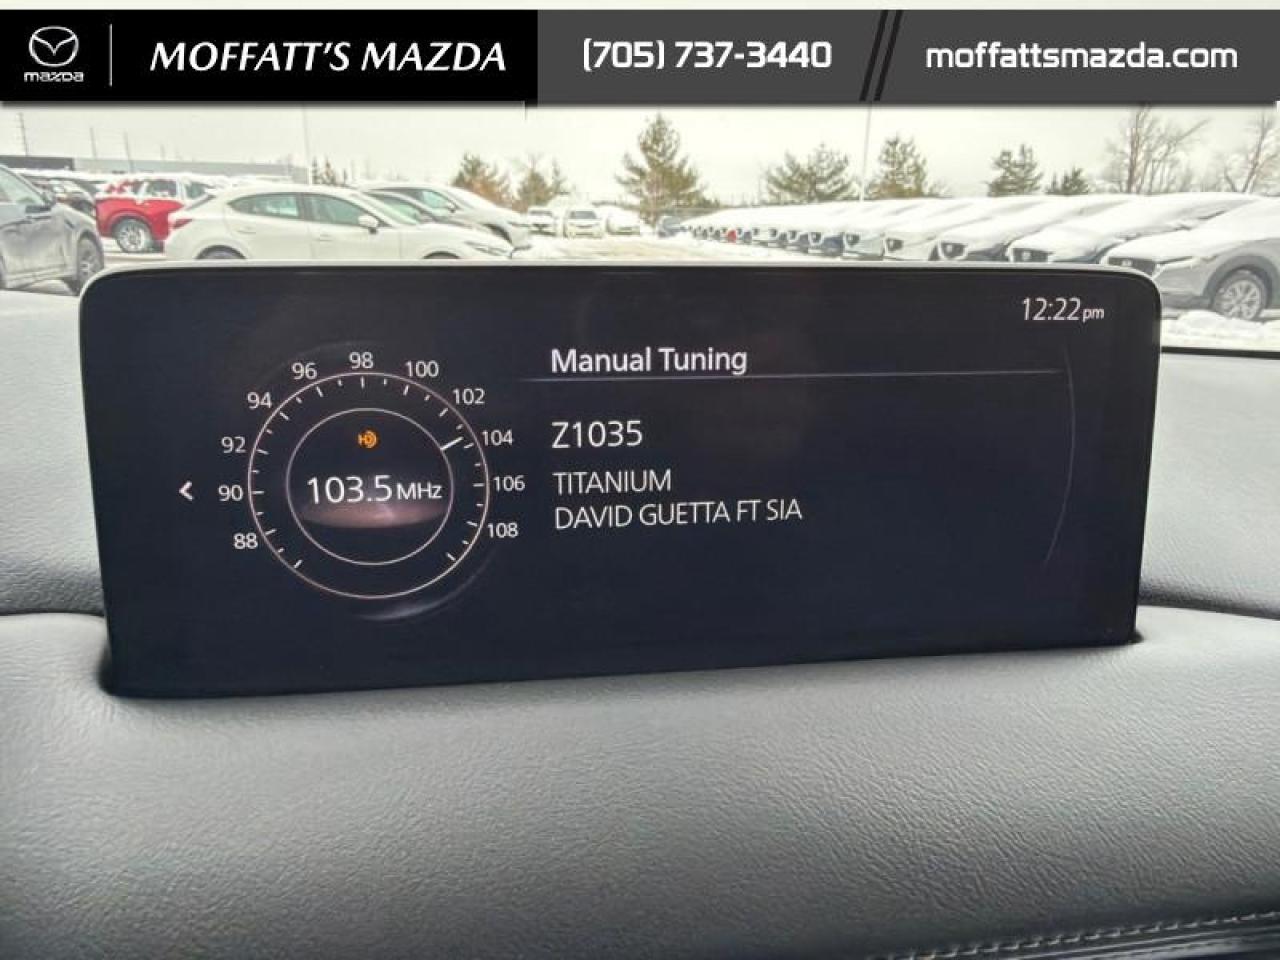 mazda
MOFFATT'S MAZDA
(705) 737-3440
moffattsmazda.com
12:22pm
Manual Tuning
Z1035
TITANIUM
DAVID GUETTA FT SIA
88
90
92
94
96
98
100
102
104
106
108
103.5MHz